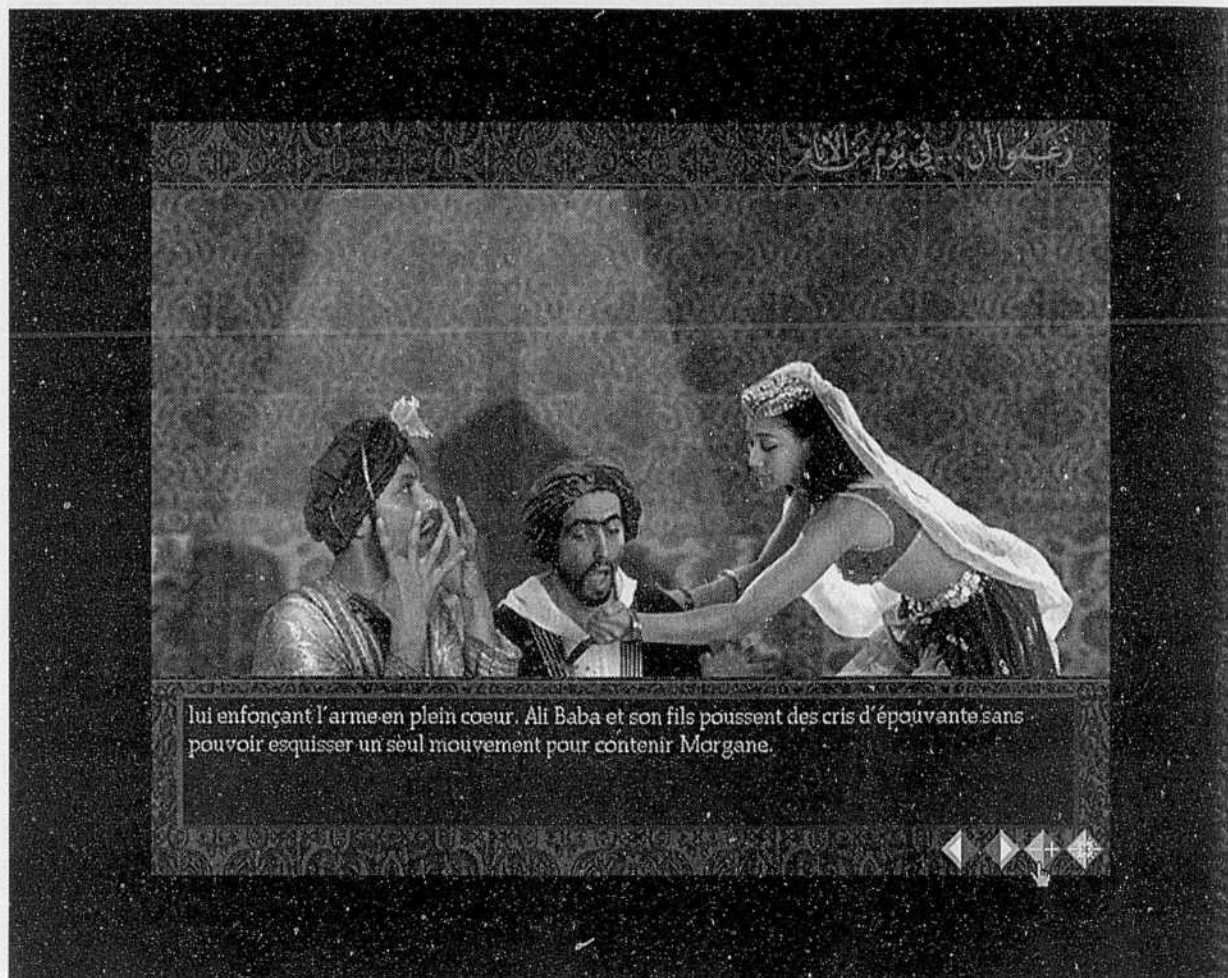 زعموا أن... في يوم من الأيام
lui enfonçant l'arme en plein coeur. Ali Baba et son fils poussent des cris d'épouvante sans
pouvoir esquisser un seul mouvement pour contenir Morgane.